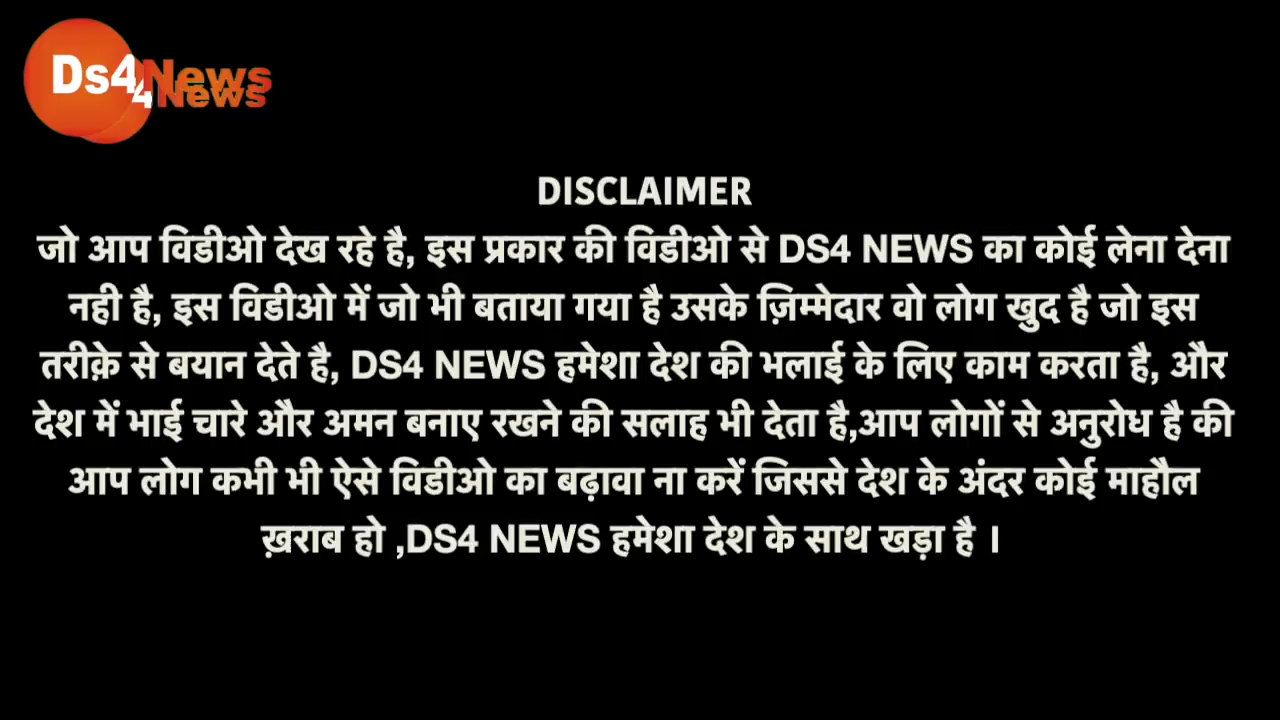 Ds4News
4News
DISCLAIMER
जो आप विडीओ देख रहे है, इस प्रकार की विडीओ से DS4 NEWS का कोई लेना देना
नही है, इस विडीओ में जो भी बताया गया है उसके ज़िम्मेदार वो लोग खुद है जो इस
तरीक़े से बयान देते है, DS4 NEWS हमेशा देश की भलाई के लिए काम करता है, और
देश में भाई चारे और अमन बनाए रखने की सलाह भी देता है,आप लोगों से अनुरोध है की
आप लोग कभी भी ऐसे विडीओ का बढ़ावा ना करें जिससे देश के अंदर कोई माहौल
ख़राब हो ,DS4 NEWS हमेशा देश के साथ खड़ा है ।